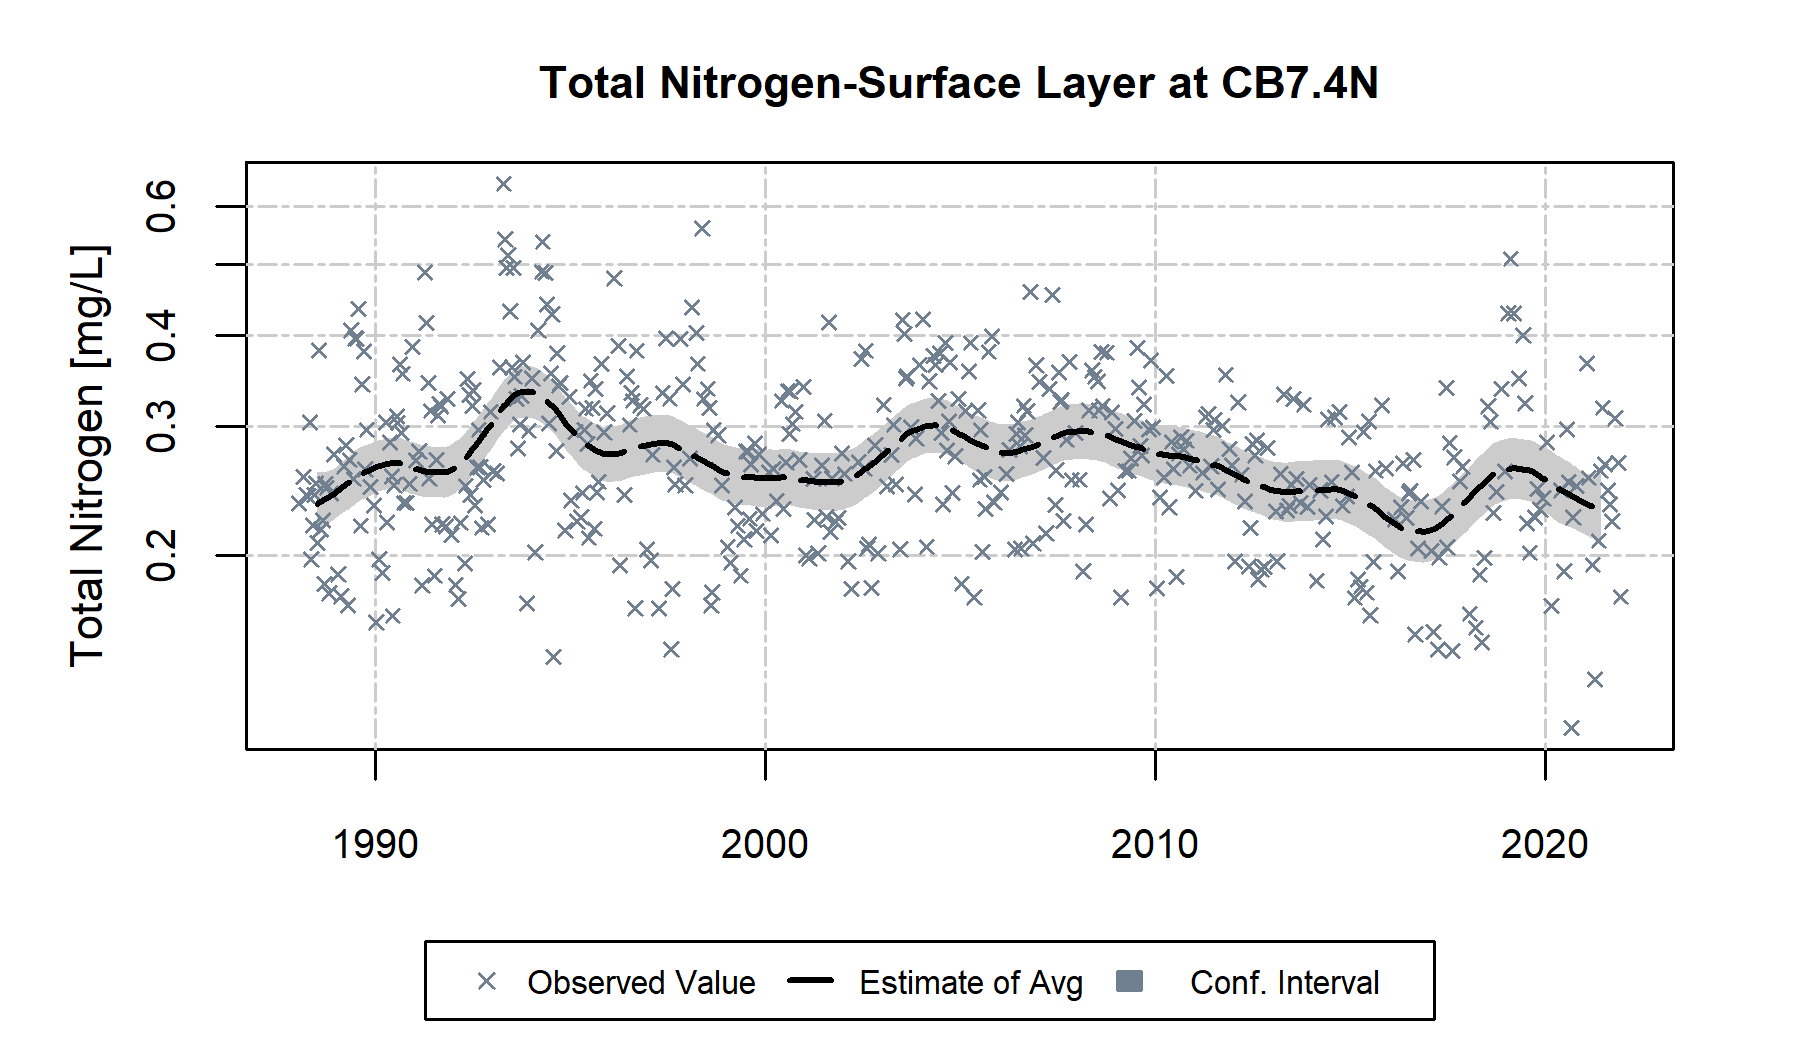 Total Nitrogen-Surface Layer at CB7.4N
Total Nitrogen [mg/L]
0.6
0.4
0.3
0.2
1990 2000 2010 2020
Observed Value Estimate of Avg Conf. Interval